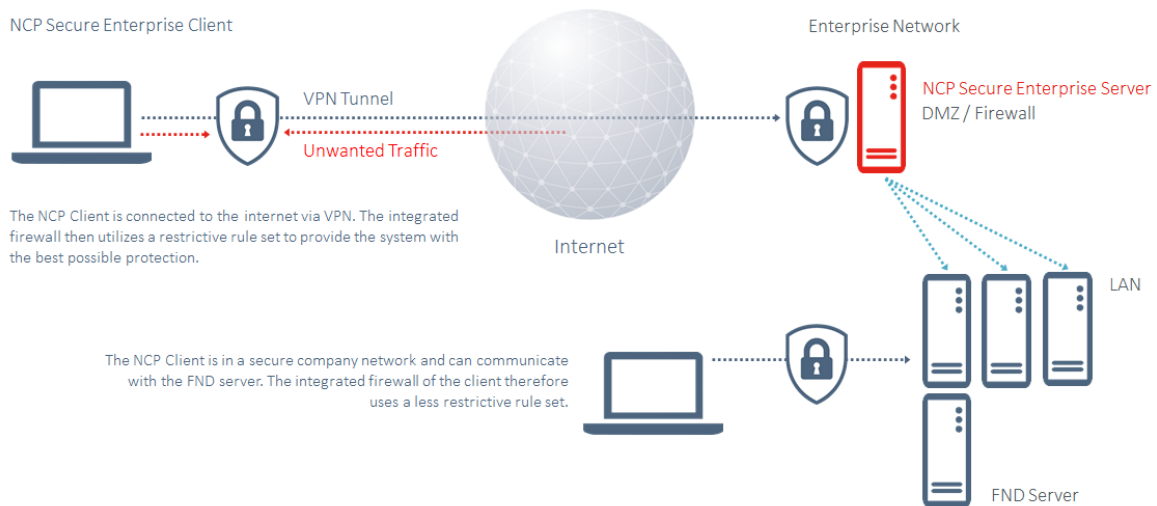 NCP Secure Enterprise Client
Enterprise Network
VPN Tunnel
Unwanted Traffic
NCP Secure Enterprise Server
DMZ / Firewall
The NCP Client is connected to the internet via VPN. The integrated
firewall then utilizes a restrictive rule set to provide the system with
the best possible protection.
Internet
LAN
The NCP Client is in a secure company network and can communicate
with the FND server. The integrated firewall of the client therefore
uses a less restrictive rule set.
FND Server